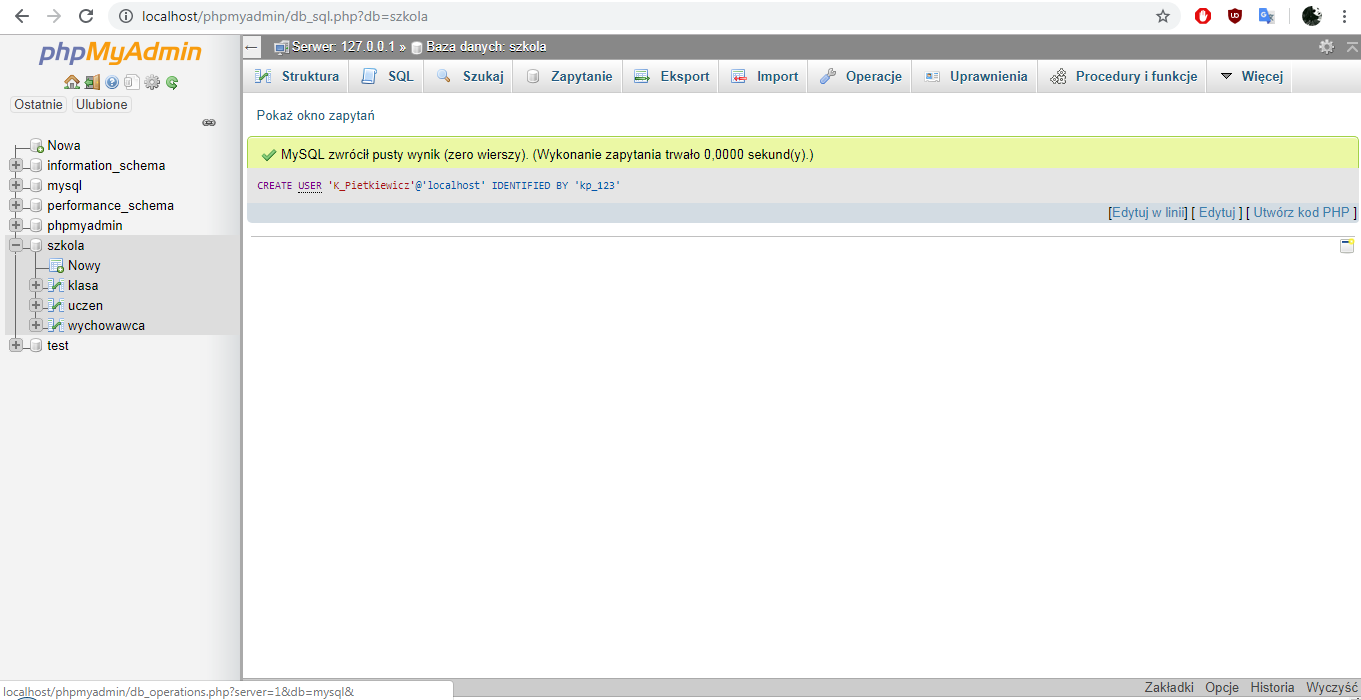 localhost/phpmyadmin/db_sql.php?db=szkola
phpMyAdmin
Ostatnie Ulubione
Nowa
information_schema
mysql
performance_schema
phpmyadmin
szkola
Nowy
klasa
uczen
wychowawca
test
Serwer: 127.0.0.1 » Baza danych: szkola
Struktura SQL Szukaj Zapytanie Eksport Import Operacje Uprawnienia Procedury i funkcje Więcej
Pokaż okno zapytań
MySQL zwrócił pusty wynik (zero wierszy). (Wykonanie zapytania trwało 0,0000 sekund(y).)
CREATE USER 'K_Pietkiewicz'@'localhost' IDENTIFIED BY 'kp_123'
[Edytuj w linii] [ Edytuj ] [ Utwórz kod PHP ]
localhost/phpmyadmin/db_operations.php?server=1&db=mysql&
Zakładki Opcje Historia Wyczyść